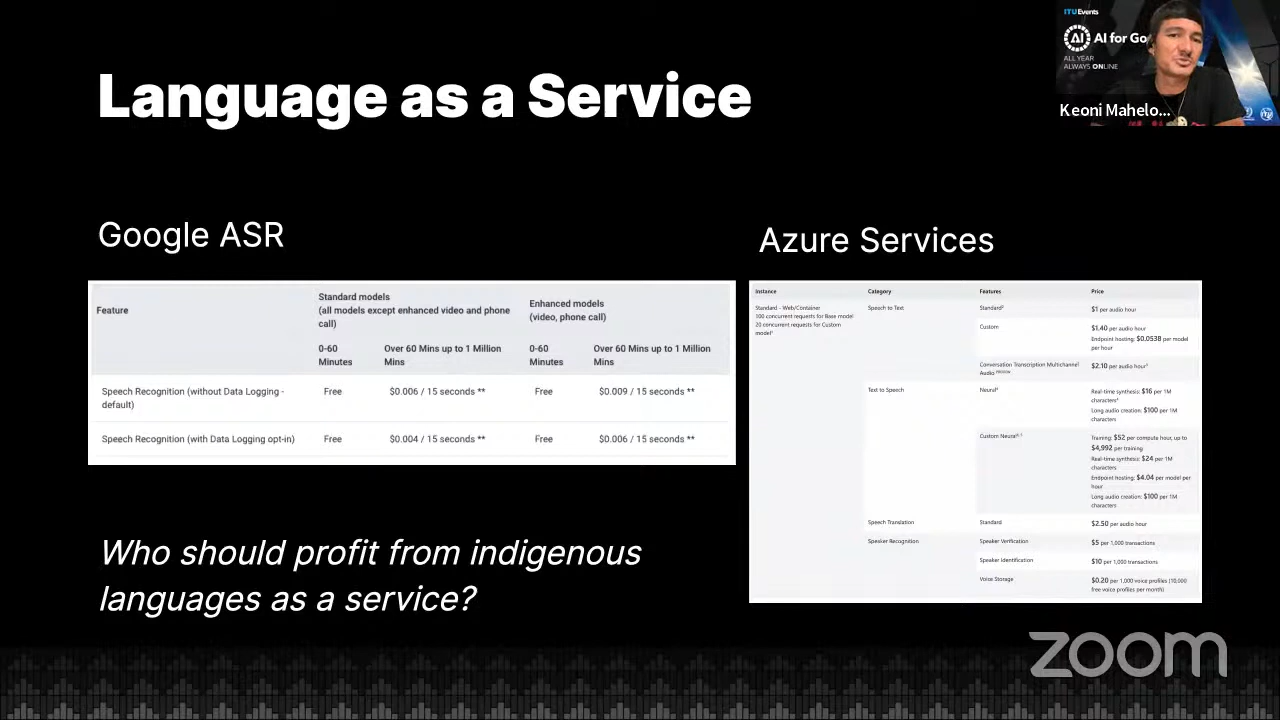 Language as a Service
ITUEvents
AI
AI for Go
ALL YEAR
ALWAYS ONLINE
Keoni Mahelo...
Google ASR
Feature
Standard models
(all models except enhanced video and phone
call)
Enhanced models
(video, phone call)
0-60
Minutes
Over 60 Mins up to 1 Million
Mins
0-60
Minutes
Over 60 Mins up to 1 Million
Mins
Speech Recognition (without Data Logging -
default)
Free
$0.006 / 15 seconds **
Free
$0.009 / 15 seconds **
Speech Recognition (with Data Logging opt-in)
Free
$0.004 / 15 seconds **
Free
$0.006 / 15 seconds **
Who should profit from indigenous
languages as a service?
Azure Services
Instance
Category
Features
Price
Standard - Web/Container
100 concurrent requests for Base model
20 concurrent requests for Custom
model
Speech to Text
Standard
$1 per audio hour
Custom
$1.40 per audio hour
Endpoint hosting: $0.0538 per model
per hour
Conversation Transcription Multichannel
Audio
$2.10 per audio hour
Text to Speech
Neural
Real-time synthesis: $16 per 1M
characters
Long audio creation: $100 per 1M
characters
Custom Neural
Training: $52 per compute hour, up to
$4,992 per training
Real-time synthesis: $24 per 1M
characters
Endpoint hosting: $4.04 per model per
hour
Long audio creation: $100 per 1M
characters
Speech Translation
Standard
$2.50 per audio hour
Speaker Recognition
Speaker Verification
$5 per 1,000 transactions
Speaker Identification
$10 per 1,000 transactions
Voice Storage
$0.20 per 1,000 voice profiles (10,000
free voice profiles per month)
zoom